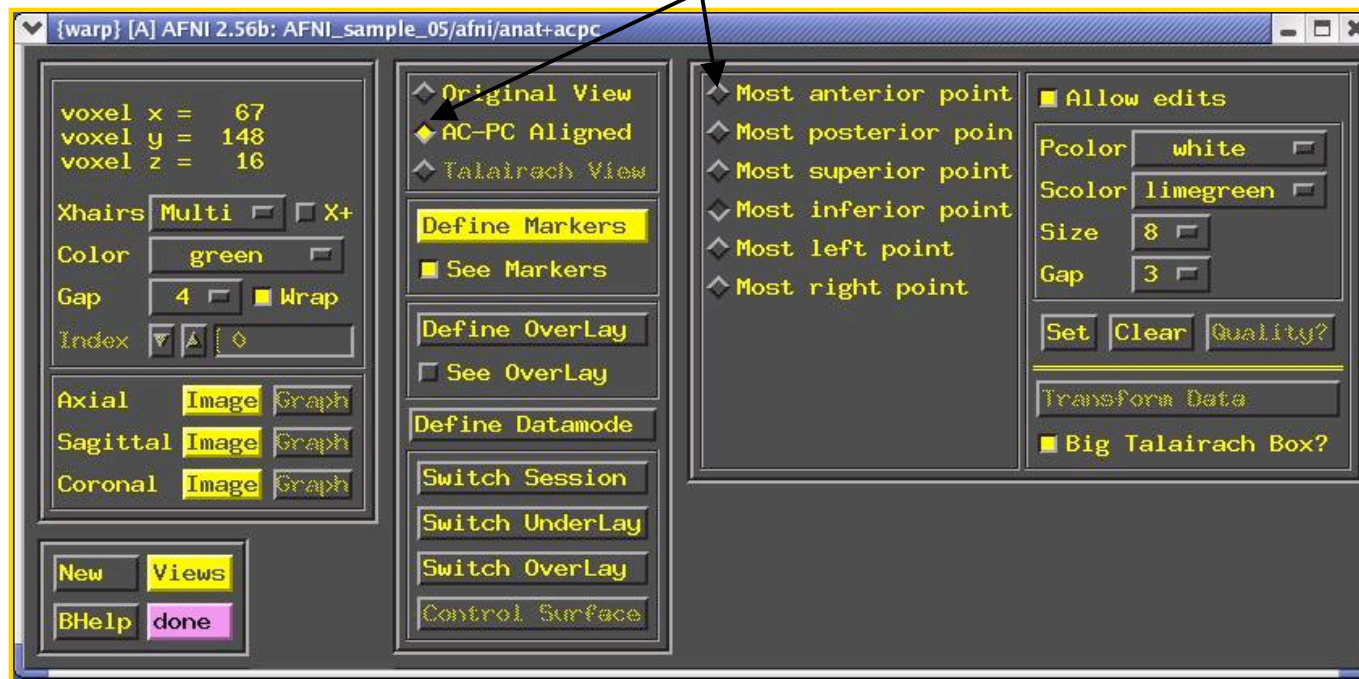 {warp} [A] AFNI 2.56b: AFNI_sample_05/afni/anat+acpc
voxel x = 67
voxel y = 148
voxel z = 16
Xhairs Multi X+
Color green
Gap 4 Wrap
Index 0
Axial Image Graph
Sagittal Image Graph
Coronal Image Graph
New Views
BHelp done
Original View
AC-PC Aligned
Talairach View
Define Markers
See Markers
Define OverLay
See OverLay
Define Datamode
Switch Session
Switch UnderLay
Switch OverLay
Control Surface
Most anterior point
Most posterior poin
Most superior point
Most inferior point
Most left point
Most right point
Allow edits
Pcolor white
Scolor limegreen
Size 8
Gap 3
Set Clear Quality?
Transform Data
Big Talairach Box?